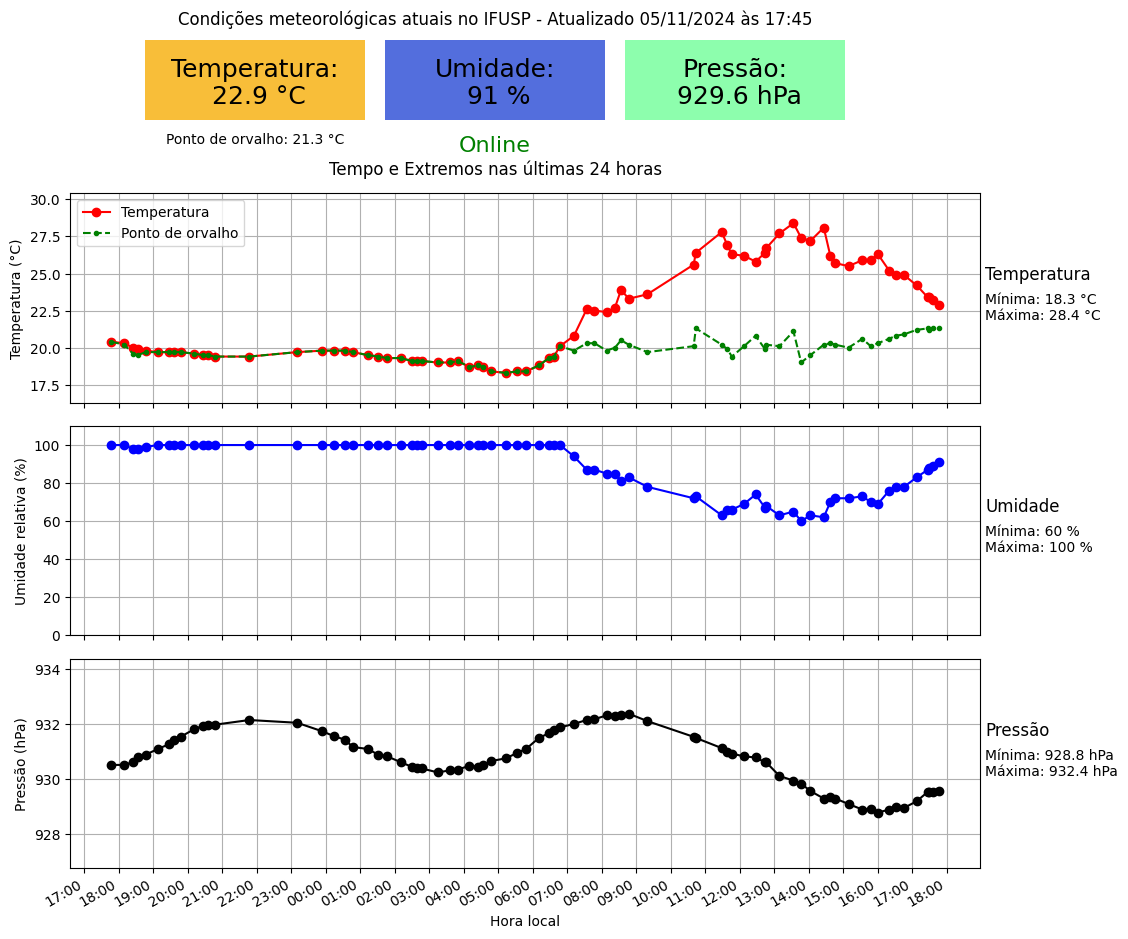 Condições meteorológicas atuais no IFUSP - Atualizado 05/11/2024 às 17:45
Temperatura:
22.9 °C
Umidade:
91 %
Pressão:
929.6 hPa
Ponto de orvalho: 21.3 °C
Online
Tempo e Extremos nas últimas 24 horas
Temperatura (°C)
30.0
27.5
25.0
22.5
20.0
17.5
Temperatura
Ponto de orvalho
Temperatura
Mínima: 18.3 °C
Máxima: 28.4 °C
Umidade relativa (%)
100
80
60
40
20
0
Umidade
Mínima: 60 %
Máxima: 100 %
Pressão (hPa)
934
932
930
928
Pressão
Mínima: 928.8 hPa
Máxima: 932.4 hPa
17:00 18:00 19:00 20:00 21:00 22:00 23:00 00:00 01:00 02:00 03:00 04:00 05:00 06:00 07:00 08:00 09:00 10:00 11:00 12:00 13:00 14:00 15:00 16:00 17:00 18:00
Hora local